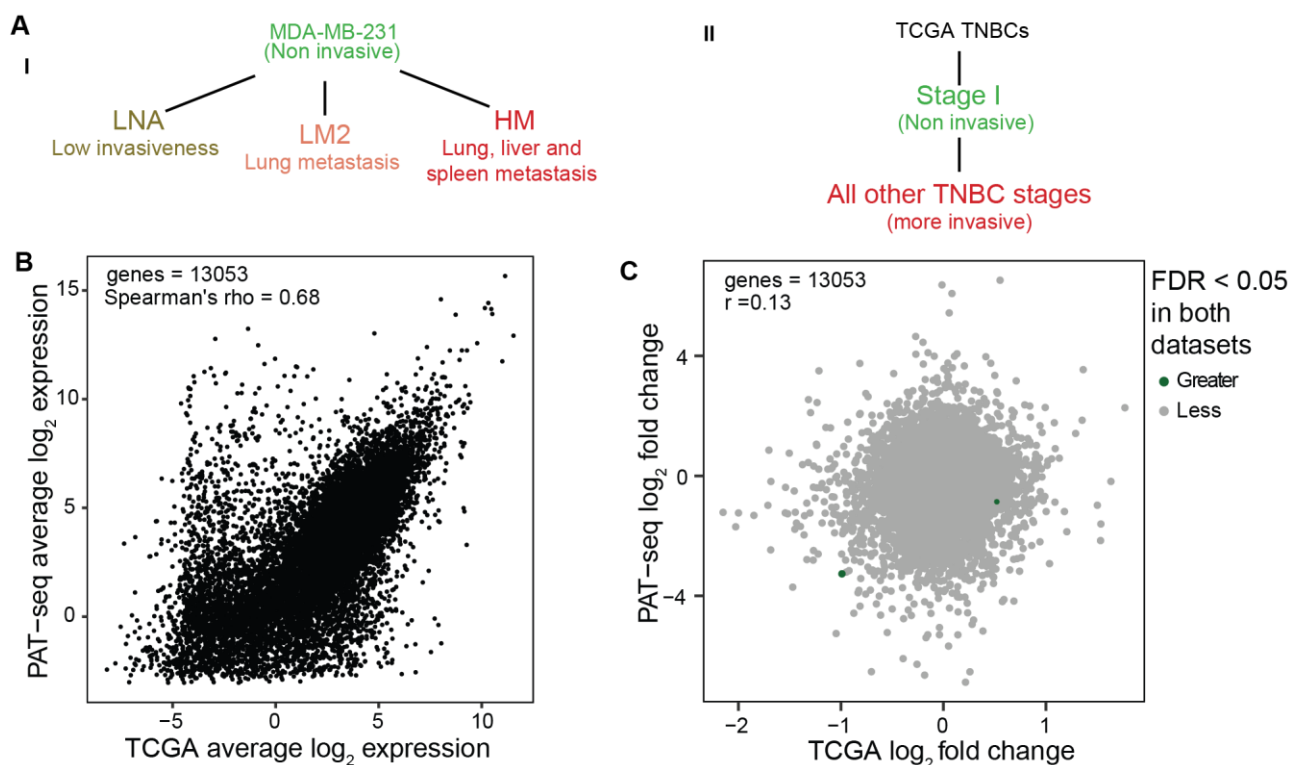 A
I
MDA-MB-231
(Non invasive)
LNA
Low invasiveness
LM2
Lung metastasis
HM
Lung, liver and
spleen metastasis
II
TCGA TNBCs
Stage I
(Non invasive)
All other TNBC stages
(more invasive)
B
genes = 13053
Spearman's rho = 0.68
PAT−seq average log₂ expression
15
10
5
0
−5
0
5
10
TCGA average log₂ expression
C
genes = 13053
r =0.13
PAT−seq log₂ fold change
4
0
−4
−2
−1
0
1
TCGA log₂ fold change
FDR < 0.05
in both
datasets
Greater
Less